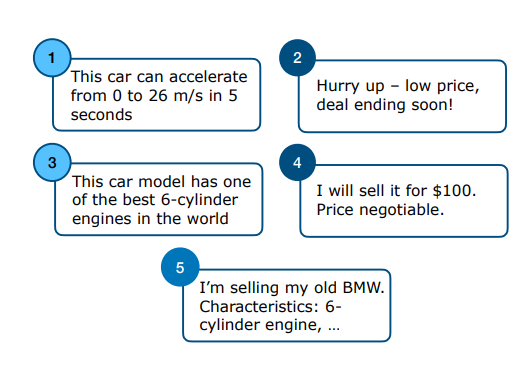 1
This car can accelerate
from 0 to 26 m/s in 5
seconds
2
Hurry up – low price,
deal ending soon!
3
This car model has one
of the best 6-cylinder
engines in the world
4
I will sell it for $100.
Price negotiable.
5
I’m selling my old BMW.
Characteristics: 6-
cylinder engine, …